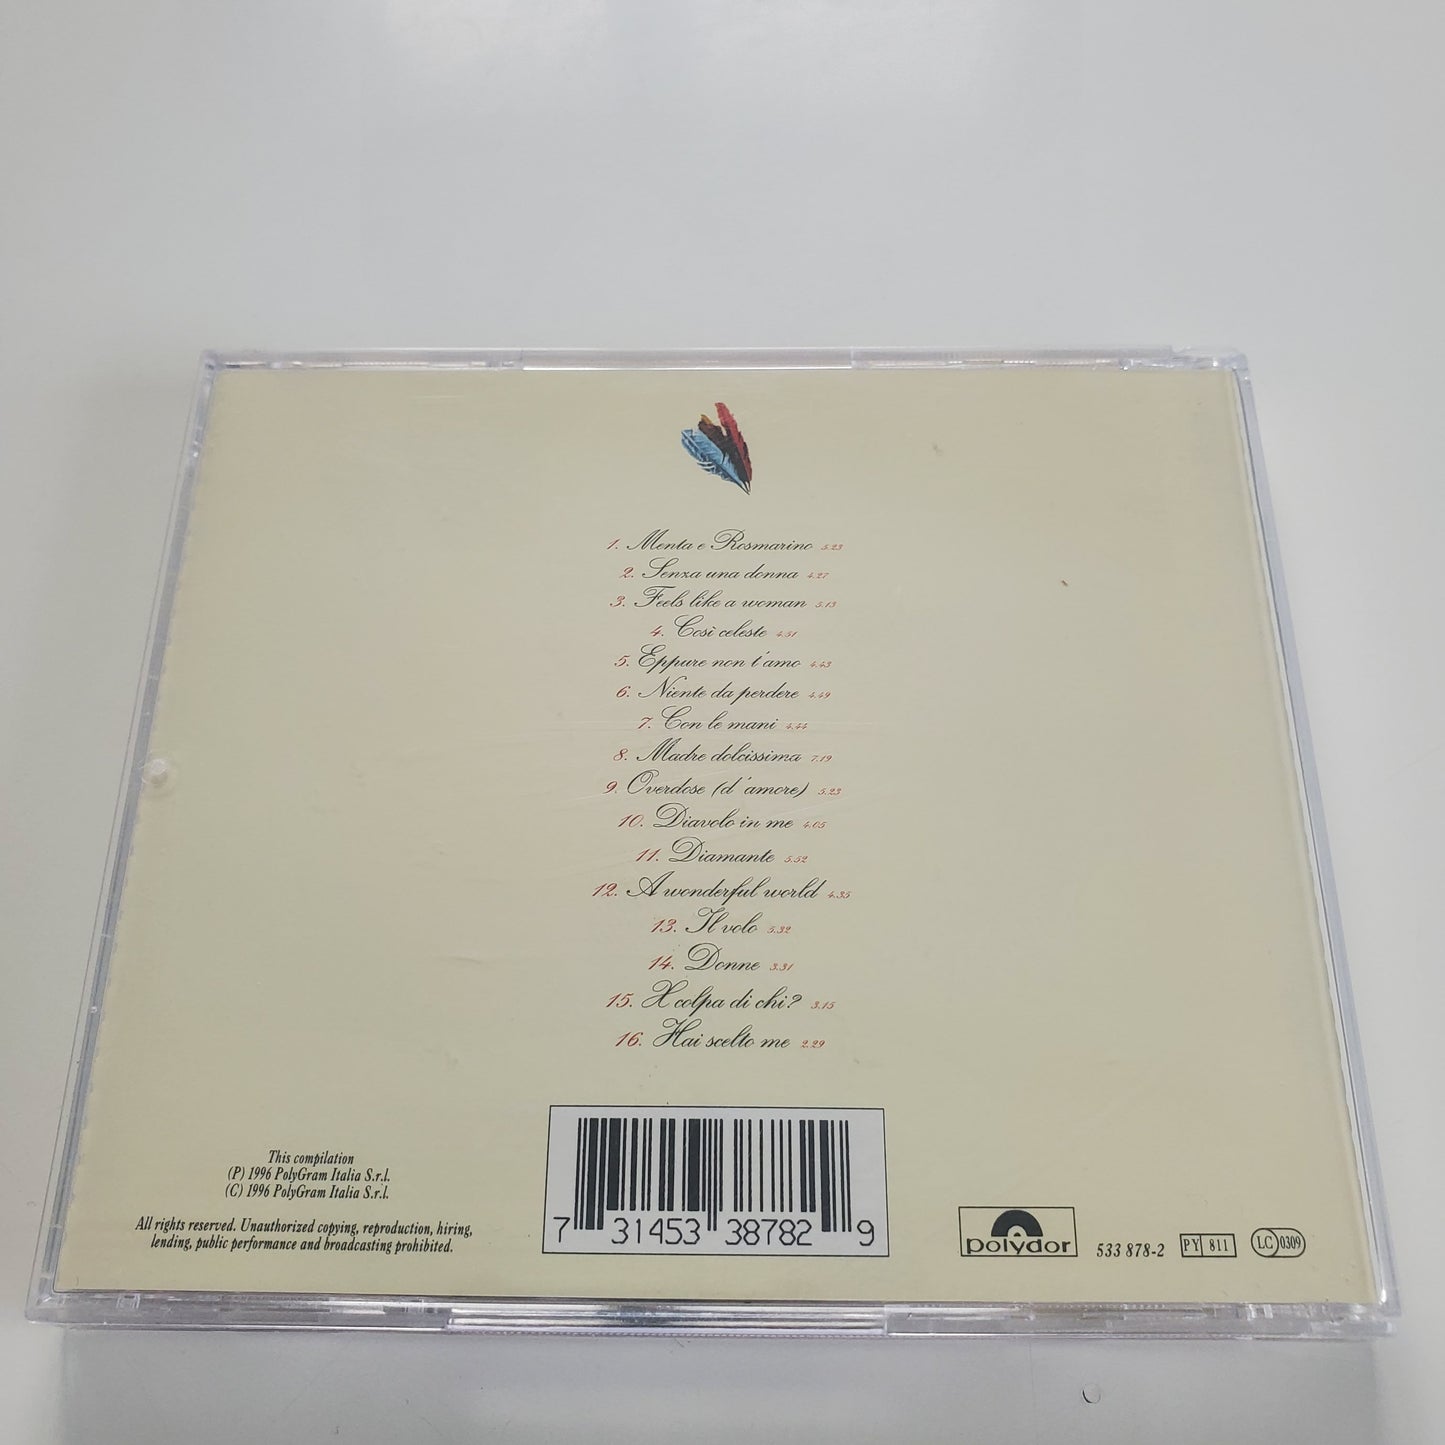 1. Menta e Rosmarino 5.23
2. Senza una donna 4.27
3. Feels like a woman 5.13
4. Così celeste 4.51
5. Eppure non t'amo 4.43
6. Niente da perdere 4.49
7. Con le mani 4.44
8. Madre dolcissima 7.19
9. Overdose (d'amore) 5.23
10. Diavolo in me 4.05
11. Diamante 5.52
12. A wonderful world 4.35
13. Il volo 5.32
14. Donne 3.31
15. X colpa di chi? 3.15
16. Hai scelto me 2.29
This compilation
(P) 1996 PolyGram Italia S.r.l.
(C) 1996 PolyGram Italia S.r.l.
All rights reserved. Unauthorized copying, reproduction, hiring,
lending, public performance and broadcasting prohibited.
7 31453 38782 9
polydor 533 878-2 PY 811 LC 0309